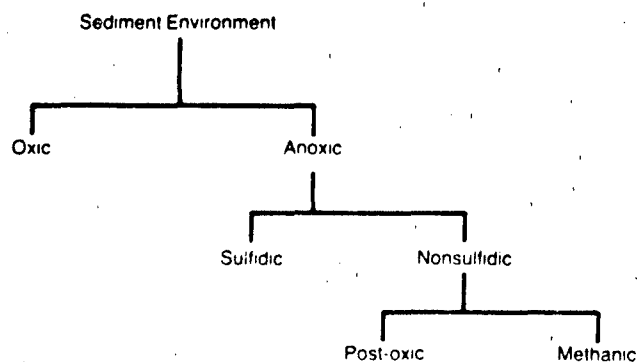 Sediment Environment
Oxic
Anoxic
Sulfidic
Nonsulfidic
Post-oxic
Methanic